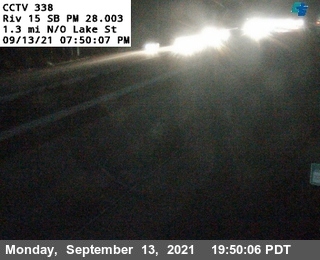 CCTV 338
Riv 15 SB PM 28.003
1.3 mi N/O Lake St
09/13/21 07:50:07 PM
Monday, September 13, 2021 19:50:06 PDT